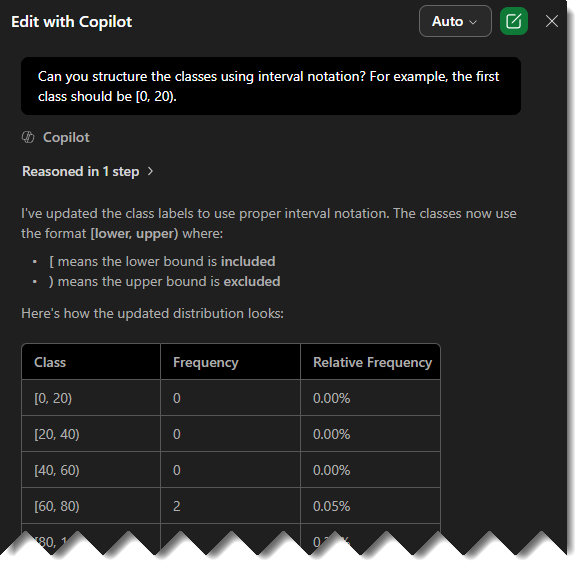 Edit with Copilot
Auto
Can you structure the classes using interval notation? For example, the first
class should be [0, 20).
Copilot
Reasoned in 1 step
I've updated the class labels to use proper interval notation. The classes now use
the format [lower, upper) where:
• [ means the lower bound is included
• ) means the upper bound is excluded
Here's how the updated distribution looks:
Class Frequency Relative Frequency
[0, 20) 0 0.00%
[20, 40) 0 0.00%
[40, 60) 0 0.00%
[60, 80) 2 0.05%